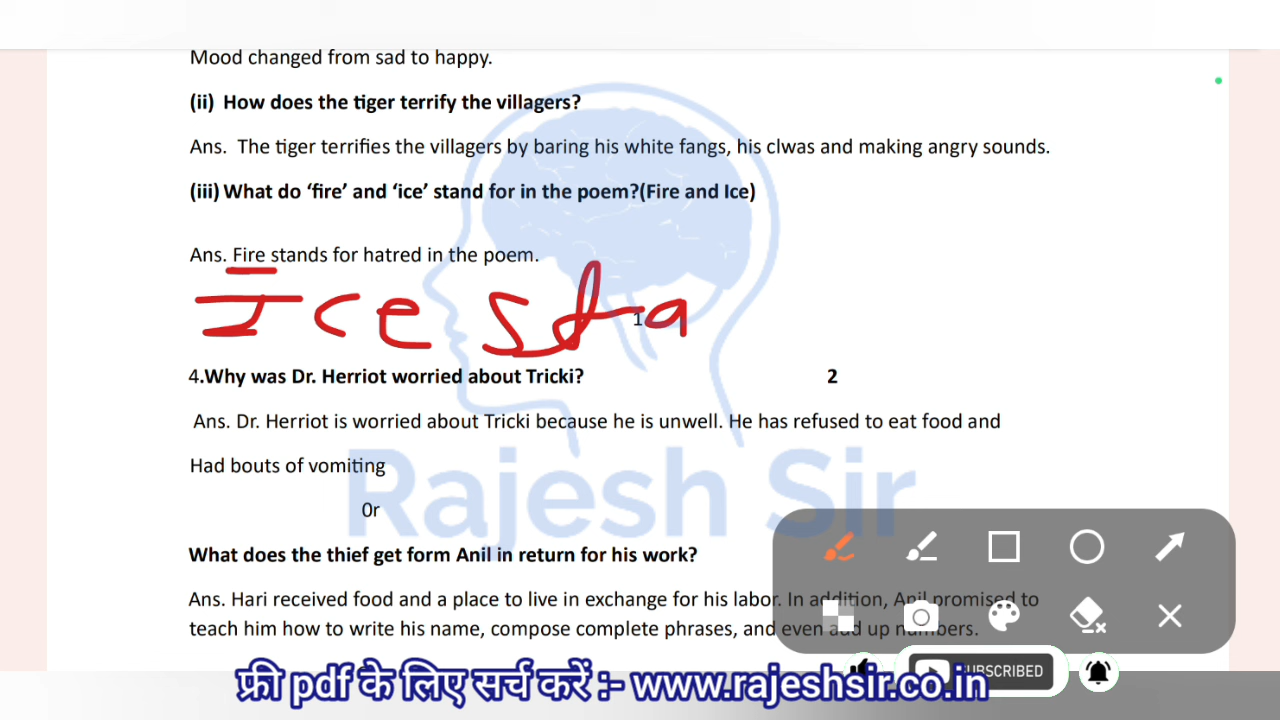 Mood changed from sad to happy.
(ii) How does the tiger terrify the villagers?
Ans. The tiger terrifies the villagers by baring his white fangs, his clwas and making angry sounds.
(iii) What do ‘fire’ and ‘ice’ stand for in the poem?(Fire and Ice)
Ans. Fire stands for hatred in the poem.
Ice sta
1
4.Why was Dr. Herriot worried about Tricki? 2
Ans. Dr. Herriot is worried about Tricki because he is unwell. He has refused to eat food and
Had bouts of vomiting
Rajesh Sir
0r
What does the thief get form Anil in return for his work?
Ans. Hari received food and a place to live in exchange for his labor. In addition, Anil promised to
teach him how to write his name, compose complete phrases, and even add up numbers.
SUBSCRIBED
फ्री pdf के लिए सर्च करें :- www.rajeshsir.co.in